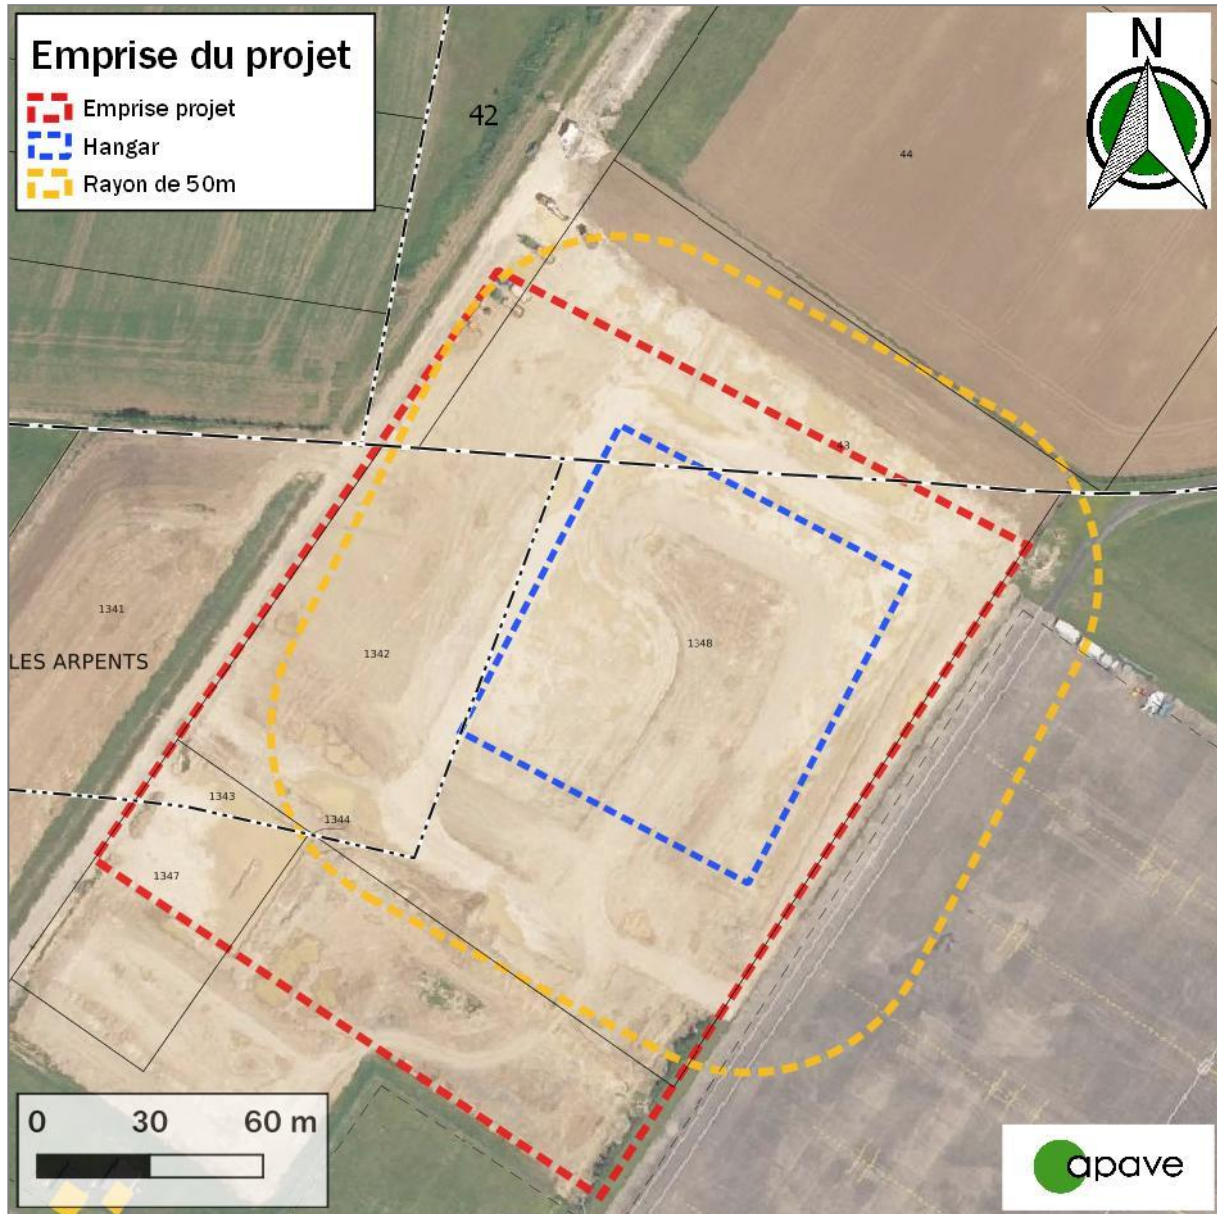 Emprise du projet
Emprise projet
Hangar
Rayon de 50m
N
42
44
43
1341
LES ARPENTS
1342
1348
1343
1344
1347
0 30 60 m
apave